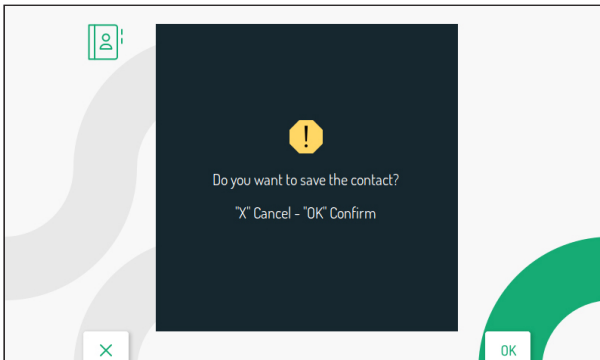 !
Do you want to save the contact?
"X" Cancel - "OK" Confirm
X
OK